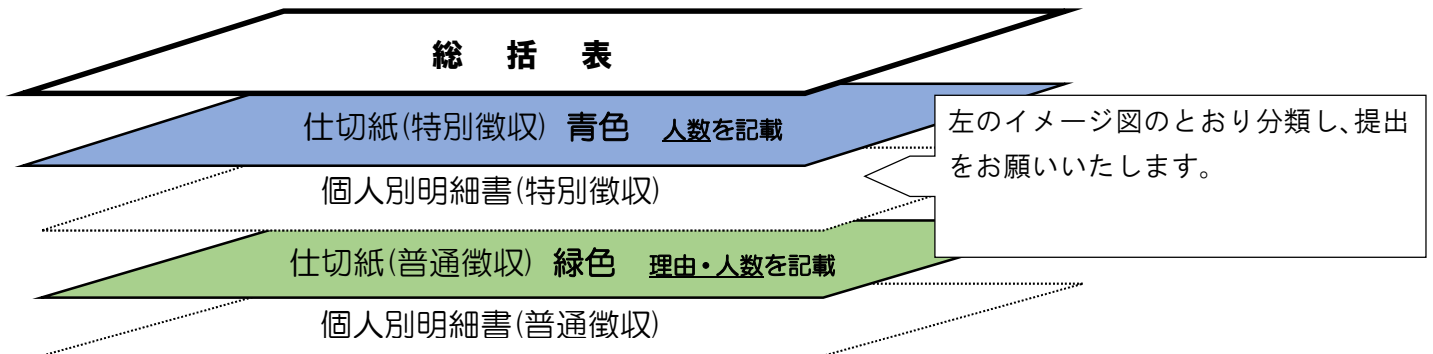 総括表
仕切紙(特別徴収) 青色 人数を記載
左のイメージ図のとおり分類し、提出
をお願いいたします。
個人別明細書(特別徴収)
仕切紙(普通徴収) 緑色 理由・人数を記載
個人別明細書(普通徴収)